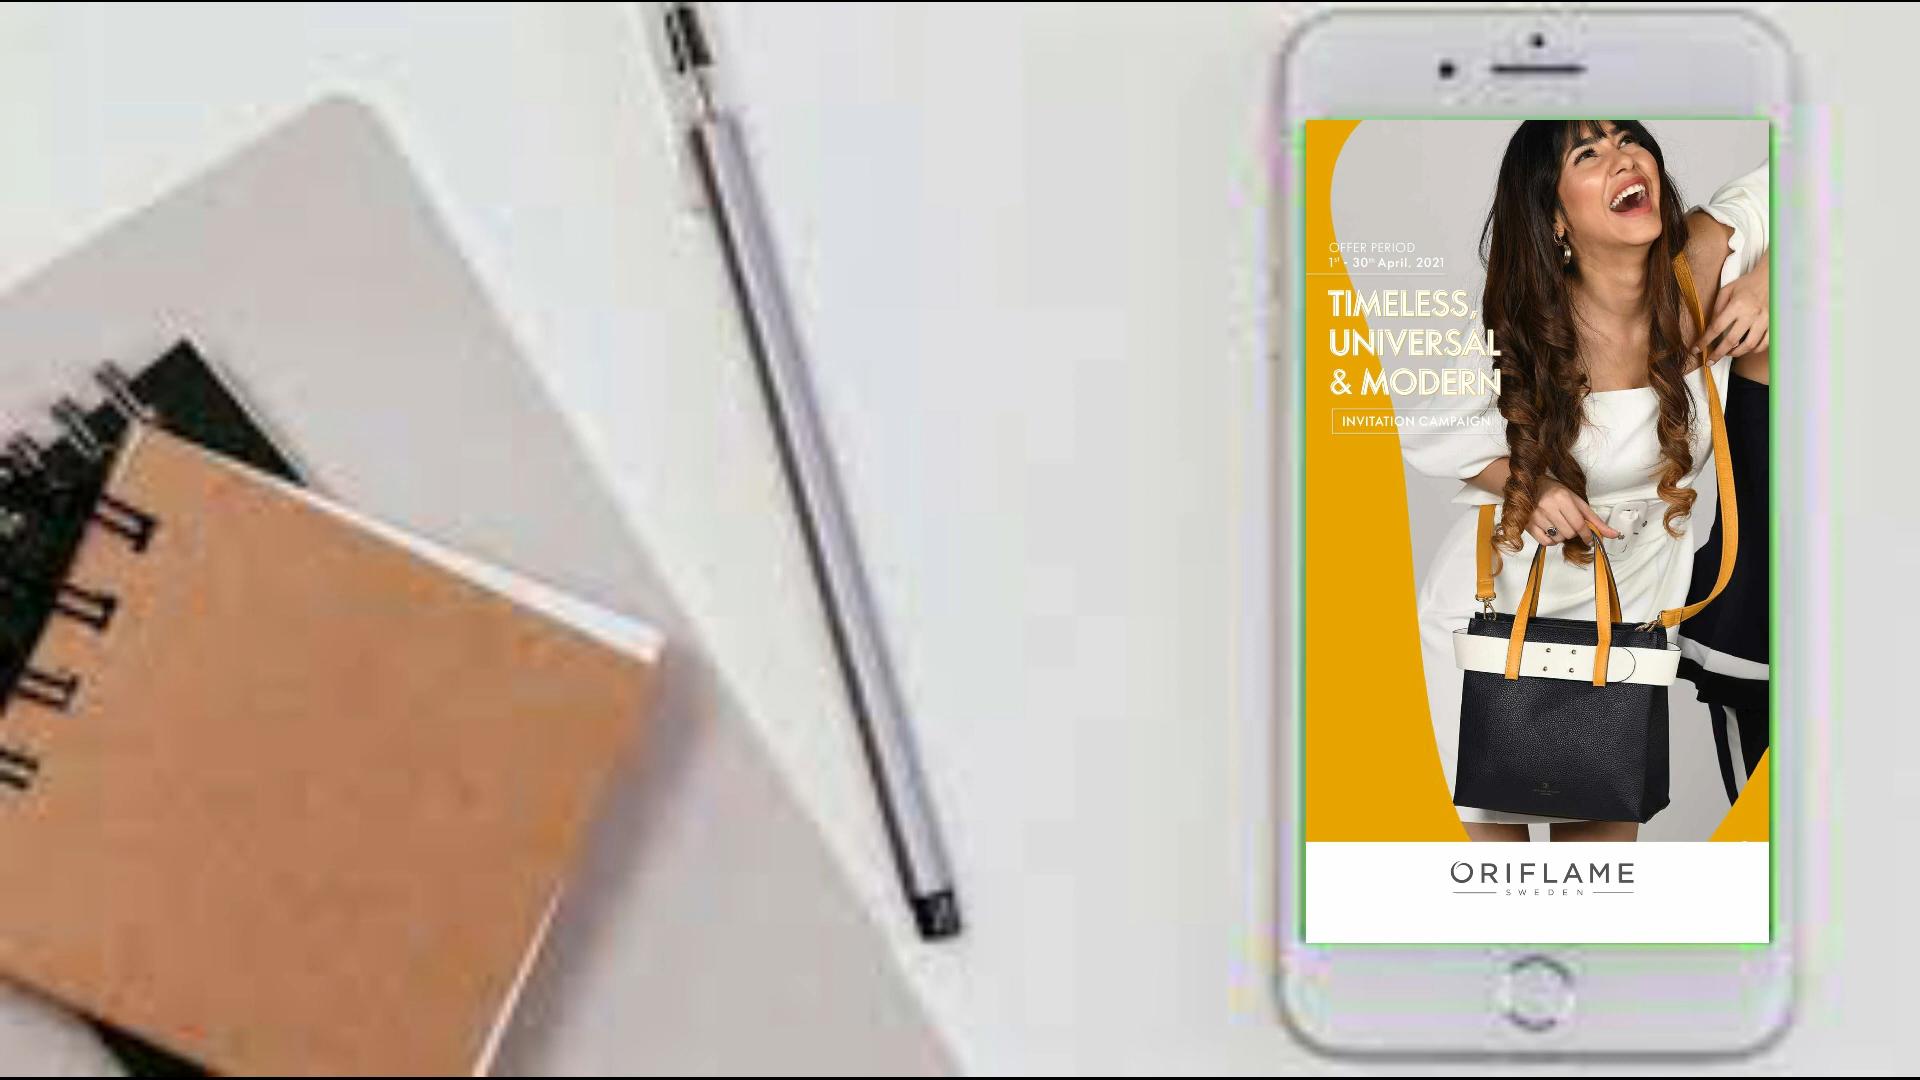 OFFER PERIOD
1st - 30th April, 2021
TIMELESS,
UNIVERSAL
& MODERN
INVITATION CAMPAIGN
ORIFLAME
SWEDEN